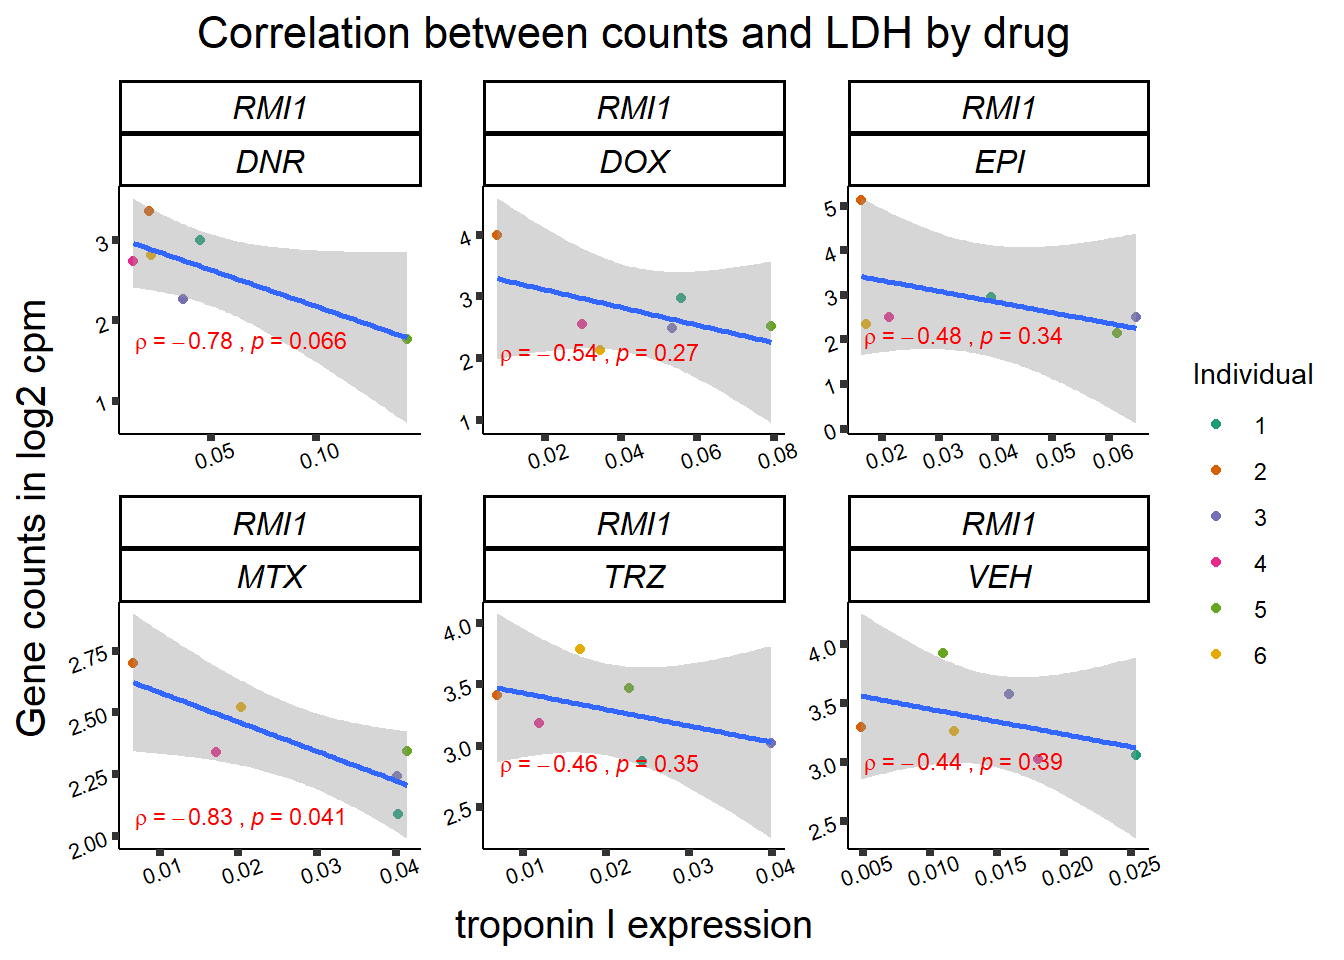 Correlation between counts and LDH by drug
RMI1
DNR
3
2
1
0.05
0.10
ρ = −0.78 , p = 0.066
RMI1
DOX
4
3
2
1
0.02
0.04
0.06
0.08
ρ = −0.54 , p = 0.27
RMI1
EPI
5
4
3
2
1
0
0.02
0.03
0.04
0.05
0.06
ρ = −0.48 , p = 0.34
RMI1
MTX
2.75
2.50
2.25
2.00
0.01
0.02
0.03
0.04
ρ = −0.83 , p = 0.041
RMI1
TRZ
4.0
3.5
3.0
2.5
0.01
0.02
0.03
0.04
ρ = −0.46 , p = 0.35
RMI1
VEH
4.0
3.5
3.0
2.5
0.005
0.010
0.015
0.020
0.025
ρ = −0.44 , p = 0.39
Gene counts in log2 cpm
troponin I expression
Individual
1
2
3
4
5
6